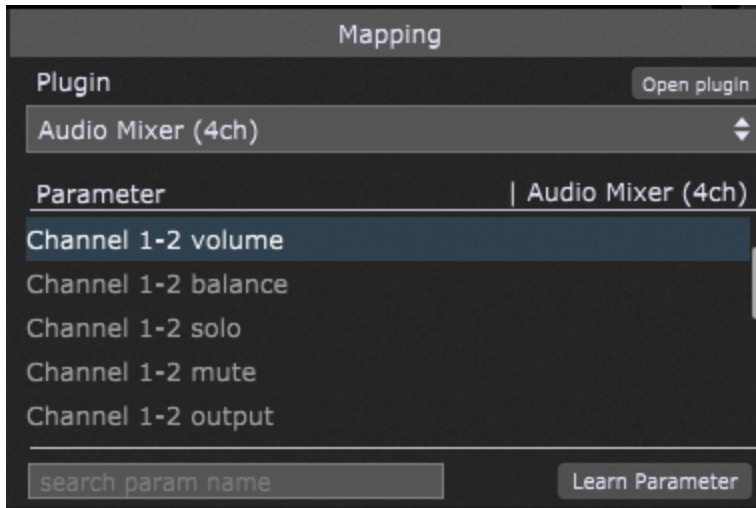 Mapping
Plugin Open plugin
Audio Mixer (4ch)
Parameter | Audio Mixer (4ch)
Channel 1-2 volume
Channel 1-2 balance
Channel 1-2 solo
Channel 1-2 mute
Channel 1-2 output
search param name Learn Parameter